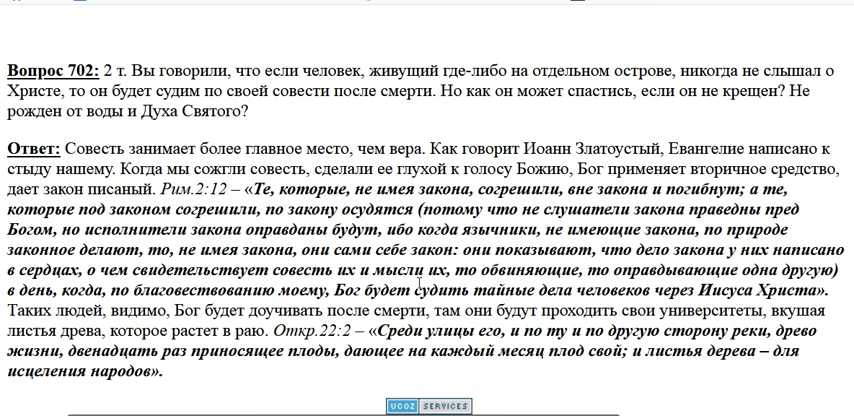 Вопрос 702: 2 т. Вы говорили, что если человек, живущий где-либо на отдельном острове, никогда не слышал о
Христе, то он будет судим по своей совести после смерти. Но как он может спастись, если он не крещен? Не
рожден от воды и Духа Святого?
Ответ: Совесть занимает более главное место, чем вера. Как говорит Иоанн Златоустый, Евангелие написано к
стыду нашему. Когда мы сожгли совесть, сделали ее глухой к голосу Божию, Бог применяет вторичное средство,
дает закон писаный. Рим.2:12 – «Те, которые, не имея закона, согрешили, вне закона и погибнут; а те,
которые под законом согрешили, по закону осудятся (потому что не слушатели закона праведны пред
Богом, но исполнители закона оправданы будут, ибо когда язычники, не имеющие закона, по природе
законное делают, то, не имея закона, они сами себе закон: они показывают, что дело закона у них написано
в сердцах, о чем свидетельствует совесть их и мысли их, то обвиняющие, то оправдывающие одна другую)
в день, когда, по благовествованию моему, Бог будет судить тайные дела человеков через Иисуса Христа».
Таких людей, видимо, Бог будет доучивать после смерти, там они будут проходить свои университеты, вкушая
листья древа, которое растет в раю. Откр.22:2 – «Среди улицы его, и по ту и по другую сторону реки, древо
жизни, двенадцать раз приносящее плоды, дающее на каждый месяц плод свой; и листья дерева – для
исцеления народов».
UCOZ SERVICES